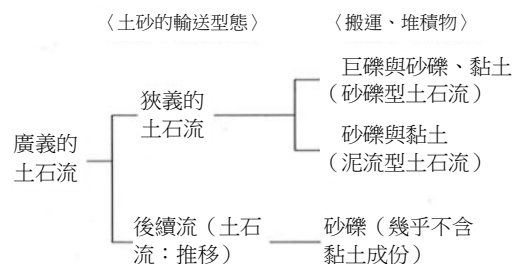 〈土砂的輸送型態〉
〈搬運、堆積物〉
巨礫與砂礫、黏土
（砂礫型土石流）
狹義的
土石流
砂礫與黏土
（泥流型土石流）
廣義的
土石流
後續流（土石
流：推移）
砂礫（幾乎不含
黏土成份）